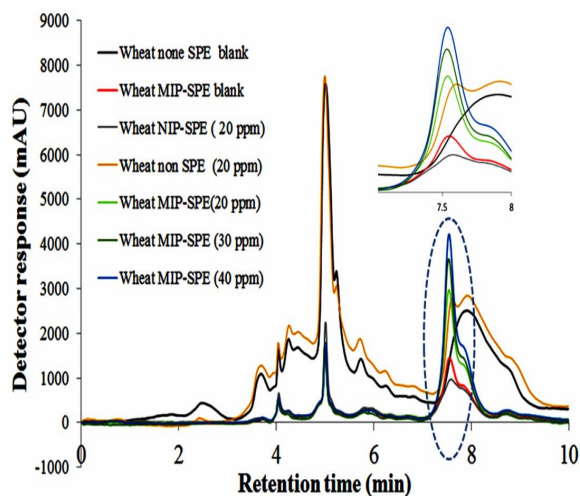 9000
8000
7000
6000
5000
4000
3000
2000
1000
0
-1000
Detector response (mAU)
Wheat none SPE blank
Wheat MIP-SPE blank
Wheat NIP-SPE ( 20 ppm)
Wheat non SPE (20 ppm)
Wheat MIP-SPE(20 ppm)
Wheat MIP-SPE (30 ppm)
Wheat MIP-SPE (40 ppm)
7.5 8
0 2 4 6 8 10
Retention time (min)